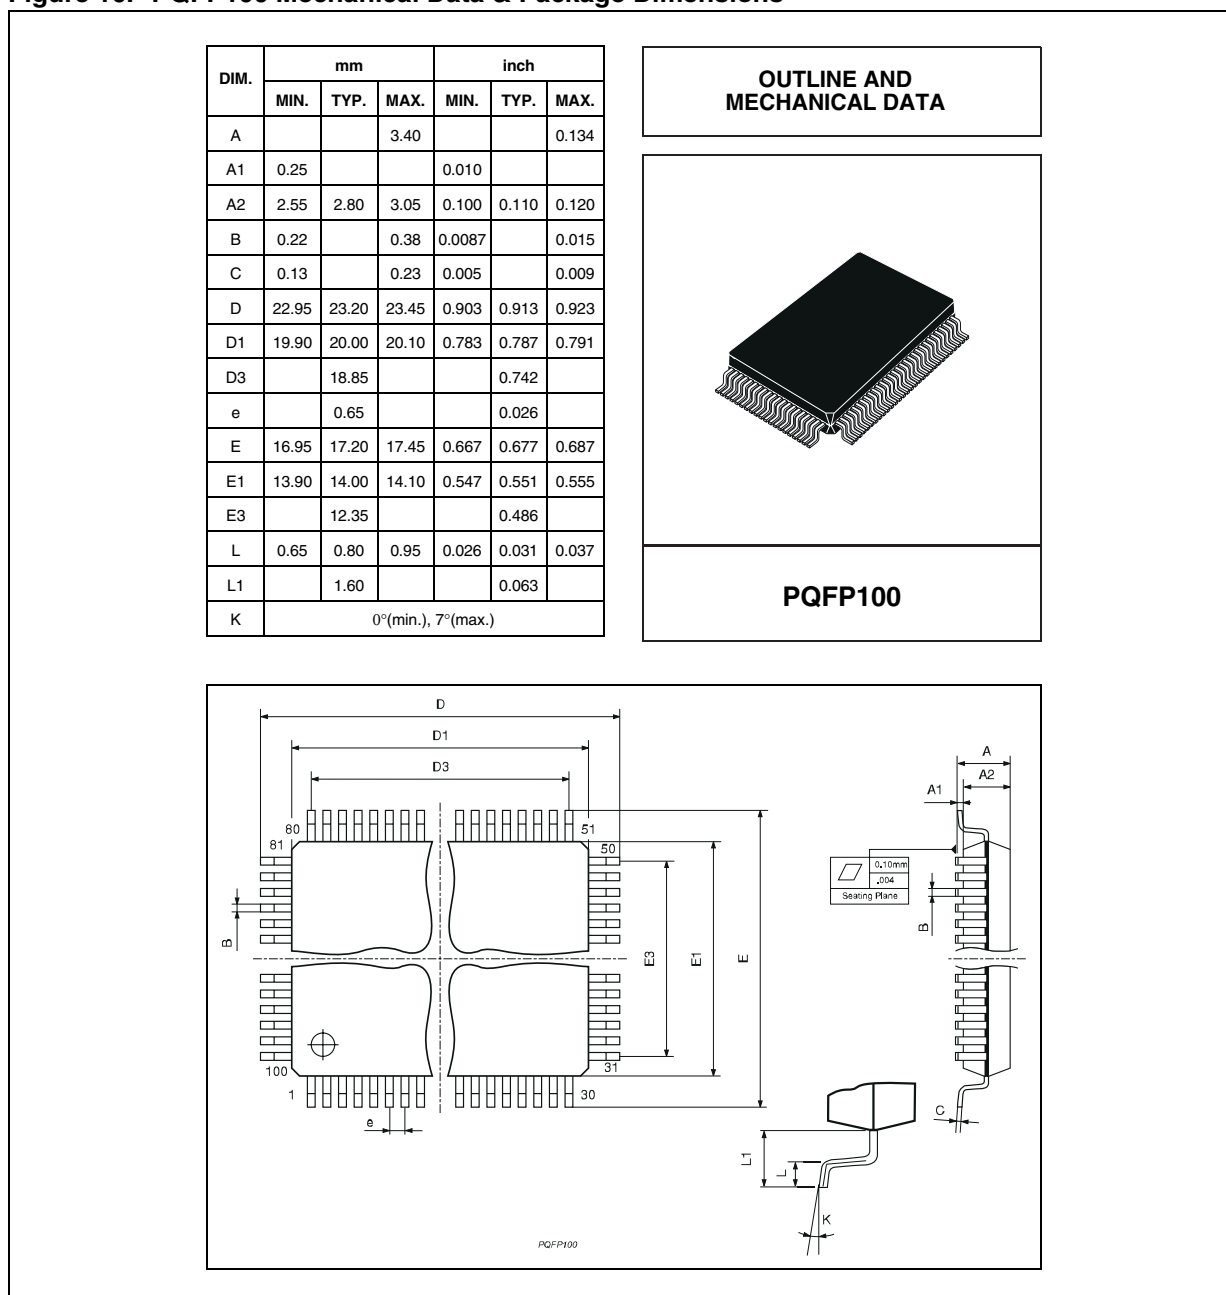 DIM. mm inch
MIN. TYP. MAX. MIN. TYP. MAX.
A 3.40 0.134
A1 0.25 0.010
A2 2.55 2.80 3.05 0.100 0.110 0.120
B 0.22 0.38 0.0087 0.015
C 0.13 0.23 0.005 0.009
D 22.95 23.20 23.45 0.903 0.913 0.923
D1 19.90 20.00 20.10 0.783 0.787 0.791
D3 18.85 0.742
e 0.65 0.026
E 16.95 17.20 17.45 0.667 0.677 0.687
E1 13.90 14.00 14.10 0.547 0.551 0.555
E3 12.35 0.486
L 0.65 0.80 0.95 0.026 0.031 0.037
L1 1.60 0.063
K 0°(min.), 7°(max.)
OUTLINE AND
MECHANICAL DATA
PQFP100
D
D1
D3
A
A2
A1
80
51
81
50
0.10mm
.004
Seating Plane
B
B
E3
E1
E
100
31
1
30
e
C
L1
L
K
PQFP100